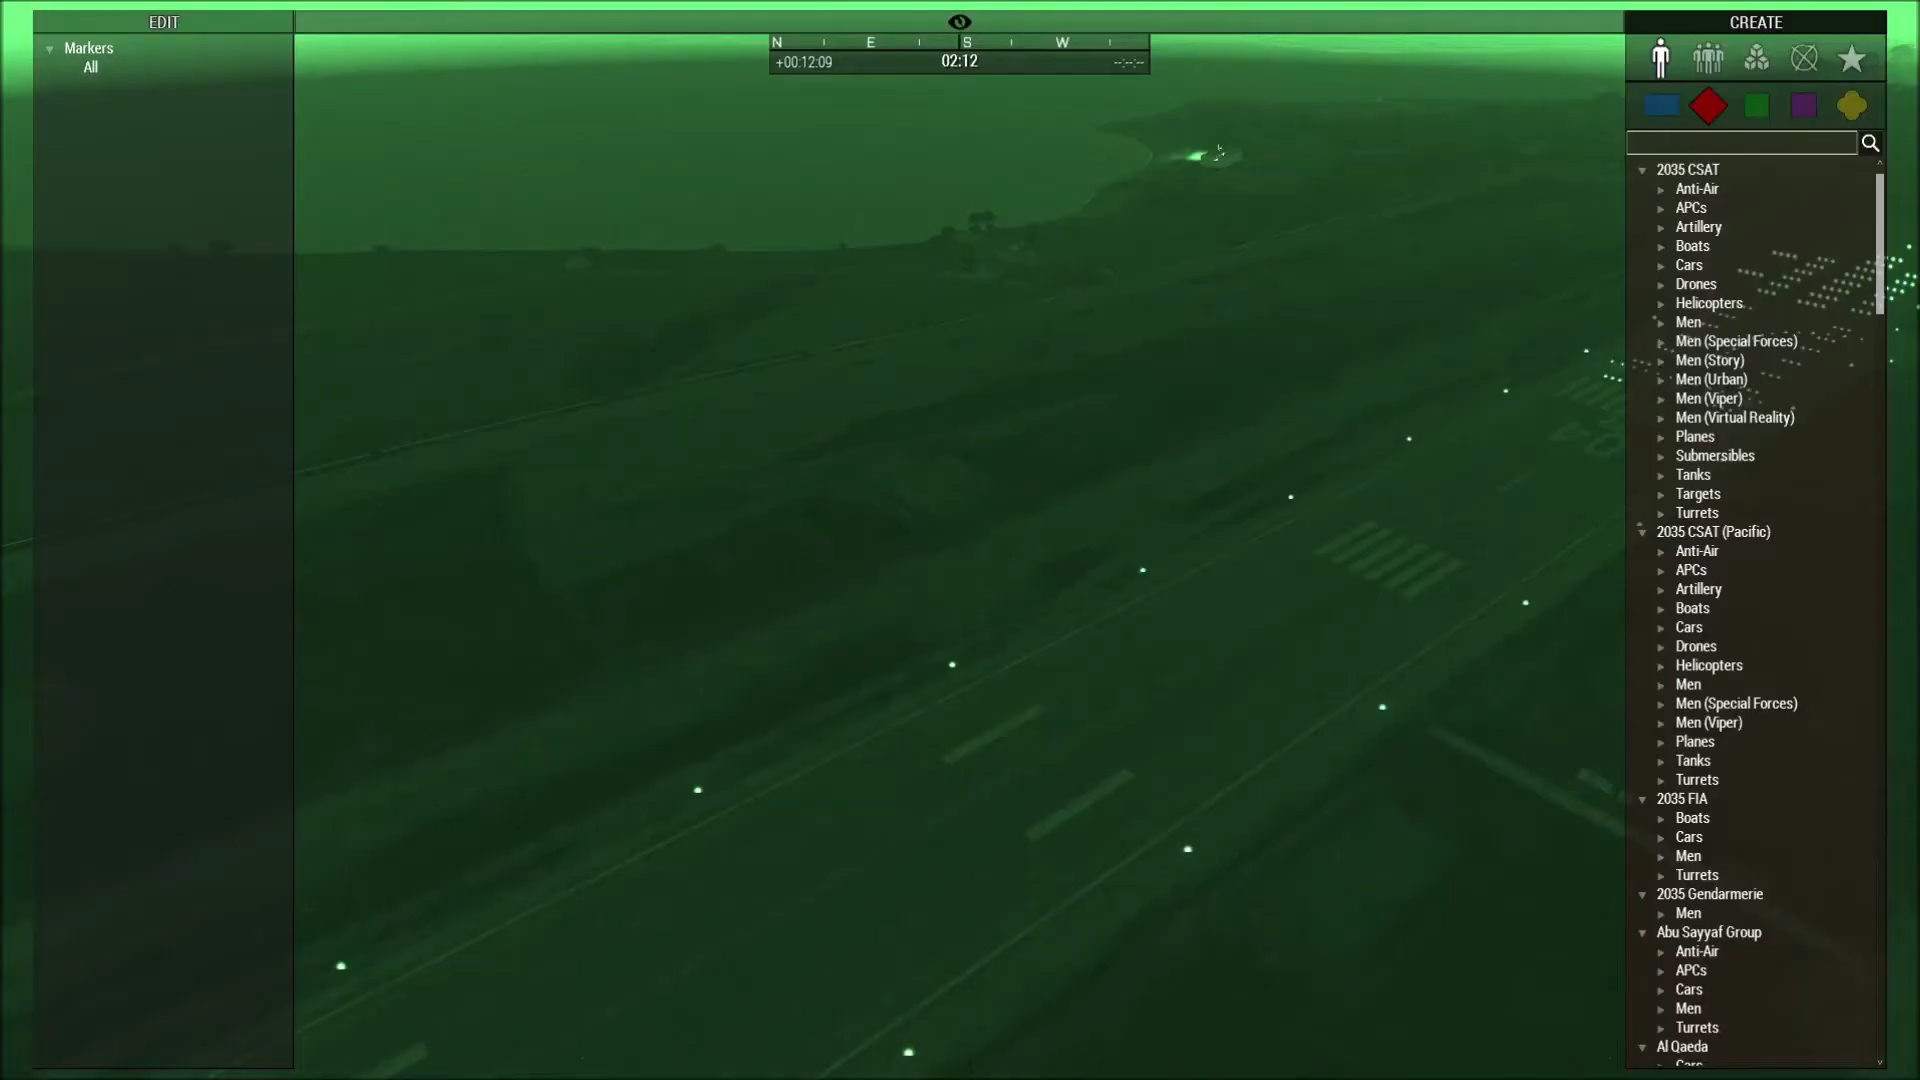 EDIT
Markers
All
N E S W
+00:12:09 02:12 --:--:--
CREATE
2035 CSAT
Anti-Air
APCs
Artillery
Boats
Cars
Drones
Helicopters
Men
Men (Special Forces)
Men (Story)
Men (Urban)
Men (Viper)
Men (Virtual Reality)
Planes
Submersibles
Tanks
Targets
Turrets
2035 CSAT (Pacific)
Anti-Air
APCs
Artillery
Boats
Cars
Drones
Helicopters
Men
Men (Special Forces)
Men (Viper)
Planes
Tanks
Turrets
2035 FIA
Boats
Cars
Men
Turrets
2035 Gendarmerie
Men
Abu Sayyaf Group
Anti-Air
APCs
Cars
Men
Turrets
Al Qaeda
Cars